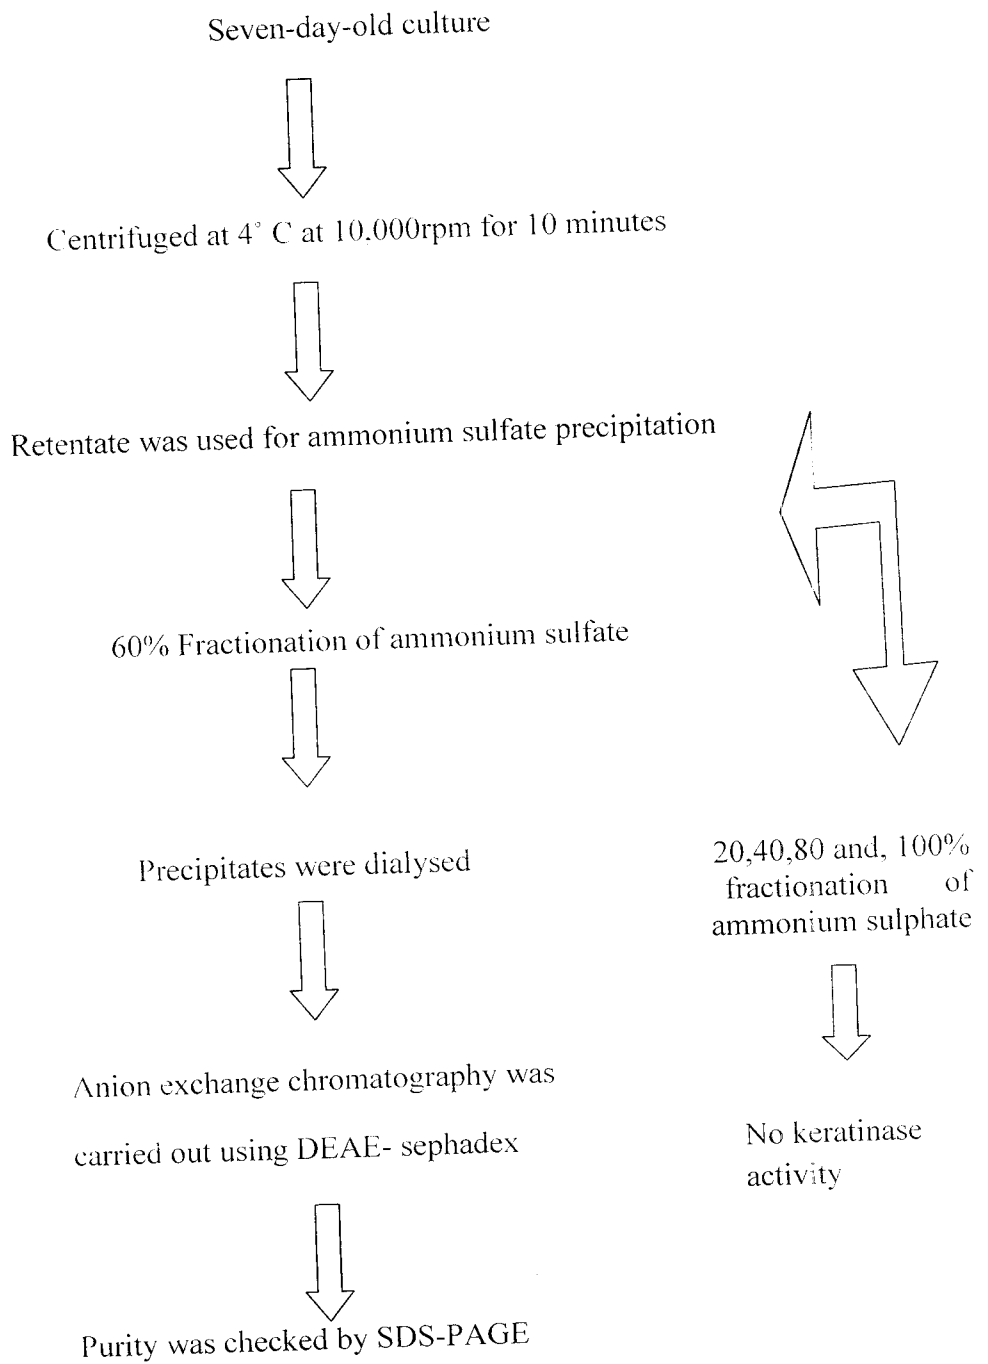 Seven-day-old culture
Centrifuged at 4° C at 10.000rpm for 10 minutes
Retentate was used for ammonium sulfate precipitation
60% Fractionation of ammonium sulfate
Precipitates were dialysed
Anion exchange chromatography was
carried out using DEAE- sephadex
Purity was checked by SDS-PAGE
20,40,80 and, 100%
fractionation of
ammonium sulphate
No keratinase
activity